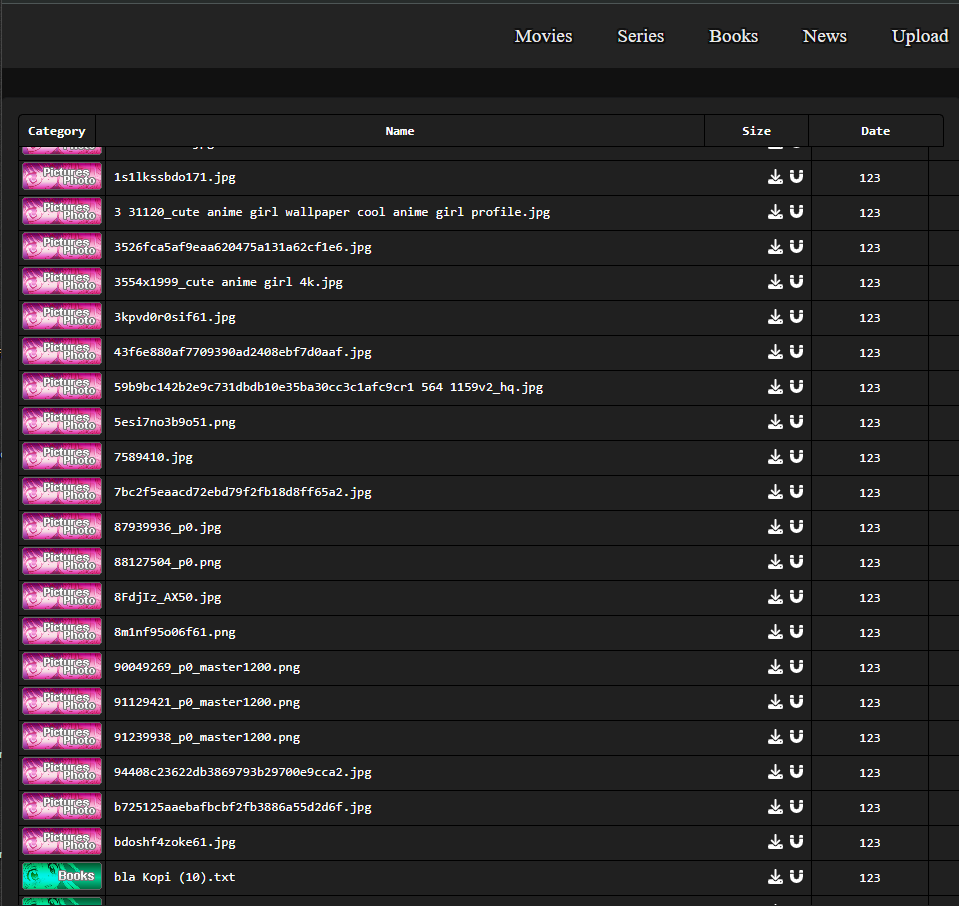 Movies Series Books News Upload
Category Name Size Date
Pictures Photo 1s1lkssbdo171.jpg 123
Pictures Photo 3 31120_cute anime girl wallpaper cool anime girl profile.jpg 123
Pictures Photo 3526fca5af9eaa620475a131a62cf1e6.jpg 123
Pictures Photo 3554x1999_cute anime girl 4k.jpg 123
Pictures Photo 3kpvd0r0sif61.jpg 123
Pictures Photo 43f6e880af7709390ad2408ebf7d0aaf.jpg 123
Pictures Photo 59b9bc142b2e9c731dbdb10e35ba30cc3c1afc9cr1 564 1159v2_hq.jpg 123
Pictures Photo 5esi7no3b9o51.png 123
Pictures Photo 7589410.jpg 123
Pictures Photo 7bc2f5eaacd72ebd79f2fb18d8ff65a2.jpg 123
Pictures Photo 87939936_p0.jpg 123
Pictures Photo 88127504_p0.png 123
Pictures Photo 8FdjIz_AX50.jpg 123
Pictures Photo 8m1nf95o06f61.png 123
Pictures Photo 90049269_p0_master1200.png 123
Pictures Photo 91129421_p0_master1200.png 123
Pictures Photo 91239938_p0_master1200.png 123
Pictures Photo 94408c23622db3869793b29700e9cca2.jpg 123
Pictures Photo b725125aaebafbcbf2fb3886a55d2d6f.jpg 123
Pictures Photo bdoshf4zoke61.jpg 123
Books bla Kopi (10).txt 123